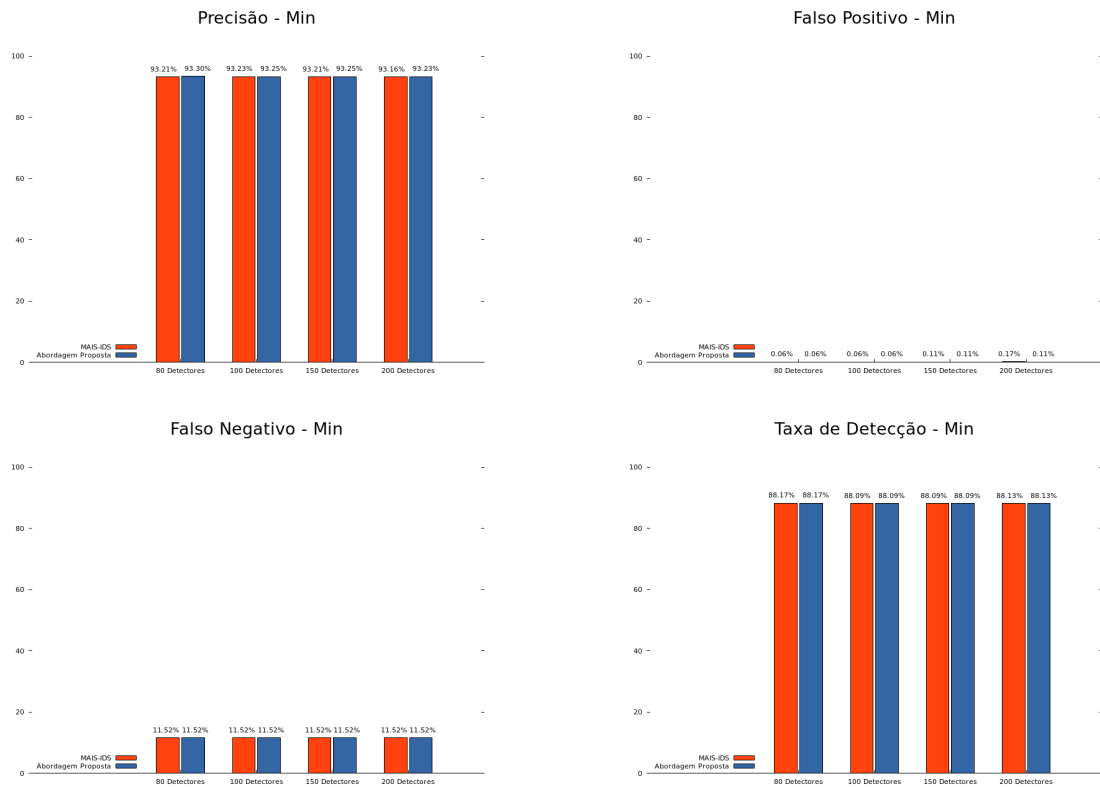 Precisão - Min
100
80
60
40
20
0
93.21% 93.30% 93.23% 93.25% 93.21% 93.25% 93.16% 93.23%
MAIS-IDS
Abordagem Proposta
80 Detectores 100 Detectores 150 Detectores 200 Detectores
Falso Positivo - Min
100
80
60
40
20
0
0.06% 0.06% 0.06% 0.06% 0.11% 0.11% 0.17% 0.11%
MAIS-IDS
Abordagem Proposta
80 Detectores 100 Detectores 150 Detectores 200 Detectores
Falso Negativo - Min
100
80
60
40
20
0
11.52% 11.52% 11.52% 11.52% 11.52% 11.52% 11.52% 11.52%
MAIS-IDS
Abordagem Proposta
80 Detectores 100 Detectores 150 Detectores 200 Detectores
Taxa de Detecção - Min
100
80
60
40
20
0
88.17% 88.17% 88.09% 88.09% 88.09% 88.09% 88.13% 88.13%
MAIS-IDS
Abordagem Proposta
80 Detectores 100 Detectores 150 Detectores 200 Detectores